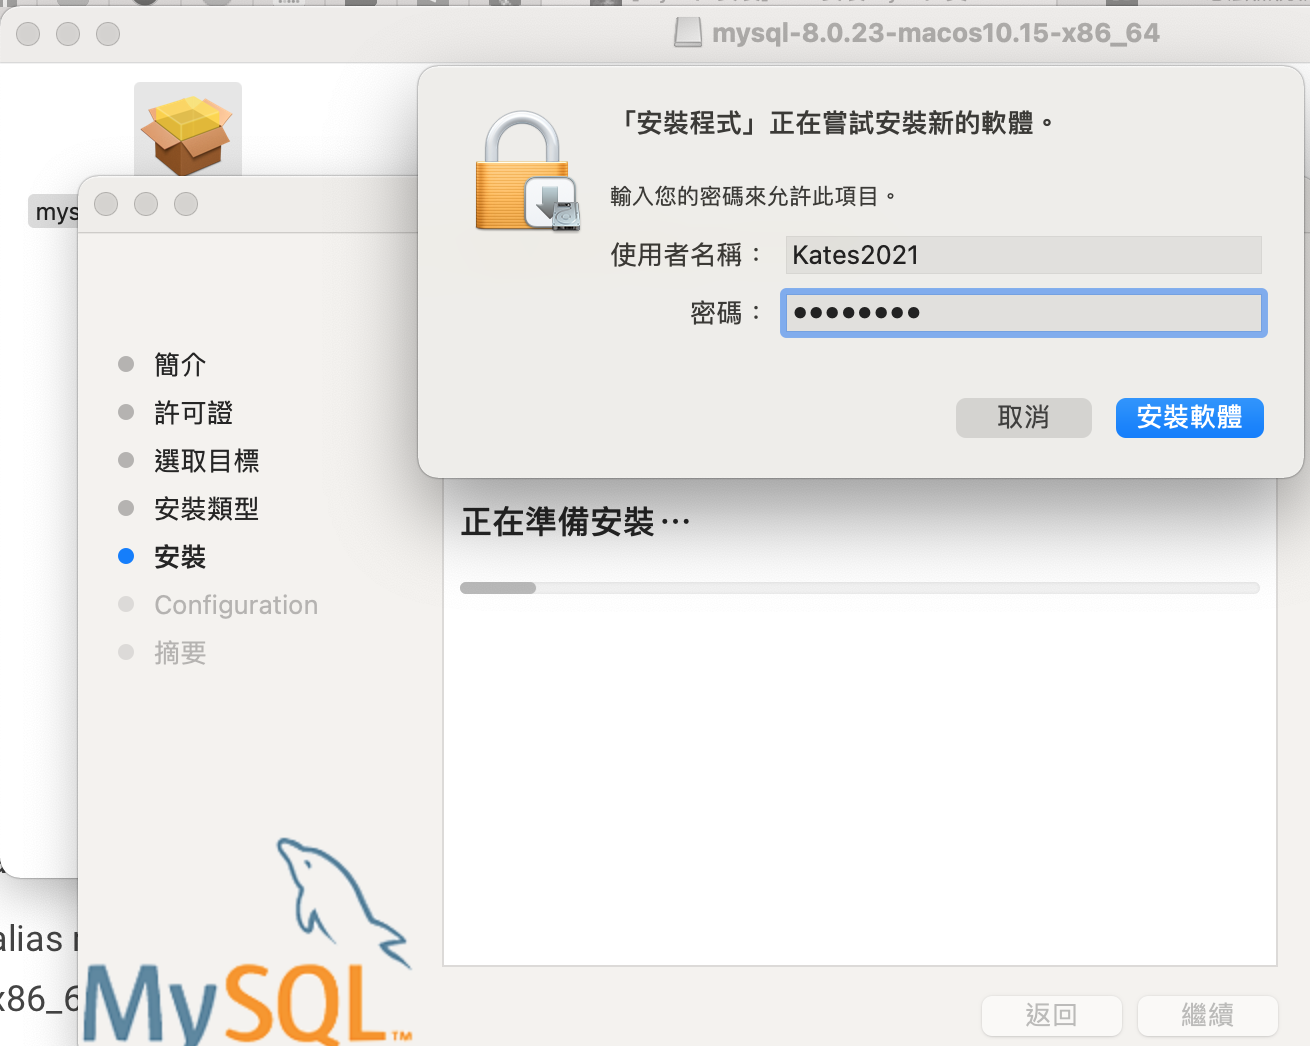 mysql-8.0.23-macos10.15-x86_64
「安裝程式」正在嘗試安裝新的軟體。
輸入您的密碼來允許此項目。
使用者名稱： Kates2021
密碼： ●●●●●●●●
取消 安裝軟體
mys
簡介
許可證
選取目標
安裝類型
安裝
Configuration
摘要
正在準備安裝⋯
alias
x86_6
MySQL™
返回 繼續